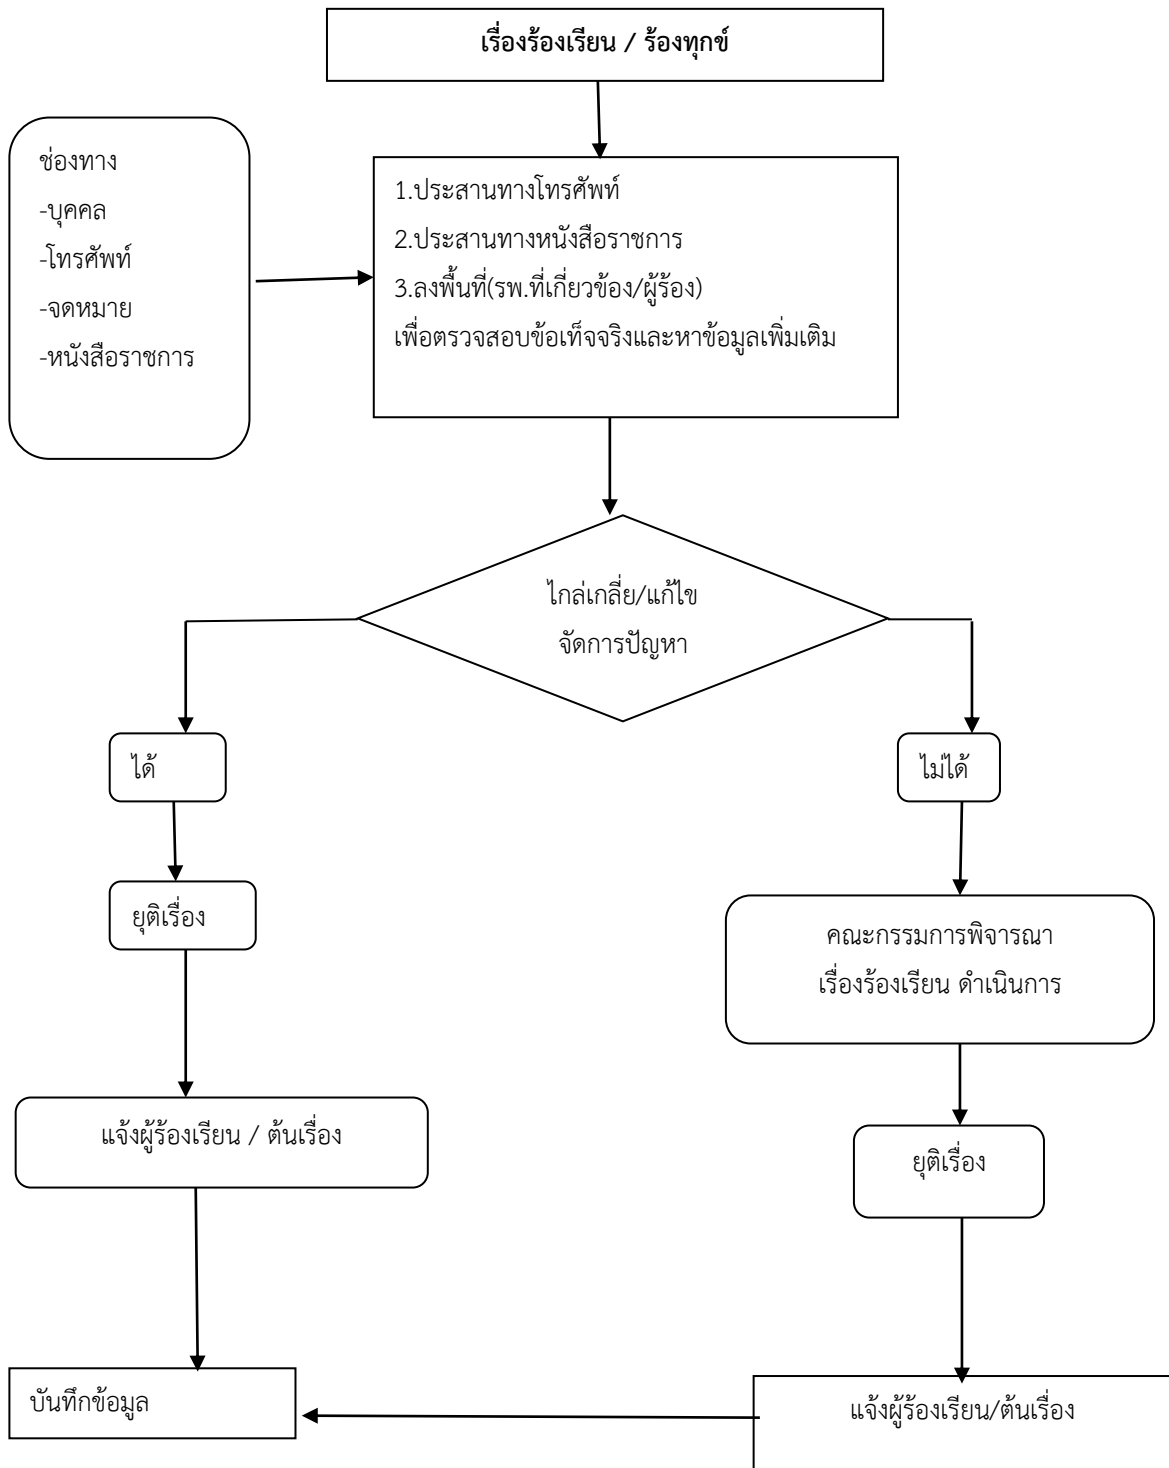 เรื่องร้องเรียน / ร้องทุกข์
ช่องทาง
-บุคคล
-โทรศัพท์
-จดหมาย
-หนังสือราชการ
1.ประสานทางโทรศัพท์
2.ประสานทางหนังสือราชการ
3.ลงพื้นที่(รพ.ที่เกี่ยวข้อง/ผู้ร้อง)
เพื่อตรวจสอบข้อเท็จจริงและหาข้อมูลเพิ่มเติม
ไกล่เกลี่ย/แก้ไข
จัดการปัญหา
ได้
ไม่ได้
ยุติเรื่อง
คณะกรรมการพิจารณา
เรื่องร้องเรียน ดำเนินการ
แจ้งผู้ร้องเรียน / ต้นเรื่อง
ยุติเรื่อง
บันทึกข้อมูล
แจ้งผู้ร้องเรียน/ต้นเรื่อง